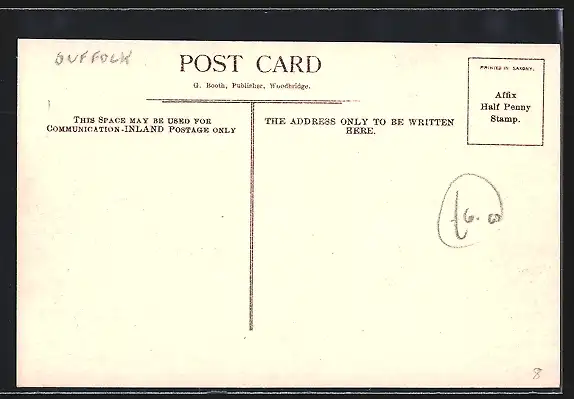 SUFFOLK
POST CARD
G. Booth, Publisher, Woodbridge.
PRINTED IN SAXONY.
Affix
Half Penny
Stamp.
THIS SPACE MAY BE USED FOR
COMMUNICATION-INLAND POSTAGE ONLY
THE ADDRESS ONLY TO BE WRITTEN
HERE.
£6.00
8